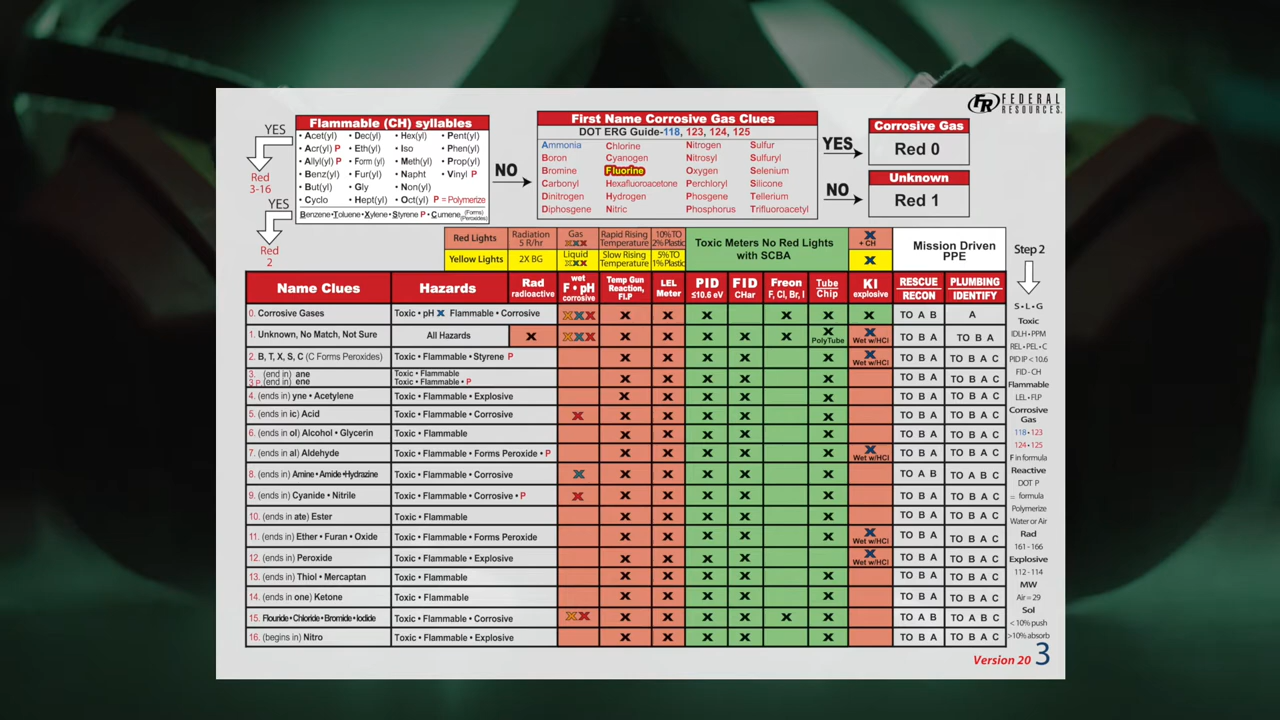 FR FEDERAL RESOURCES
YES
Flammable (CH) syllables
• Acet(yl) • Dec(yl) • Hex(yl) • Pent(yl)
• Acr(yl) P • Eth(yl) • Iso • Phen(yl)
• Allyl(yl) P • Form (yl) • Meth(yl) • Prop(yl)
• Benz(yl) • Fur(yl) • Napht • Vinyl P
• But(yl) • Gly • Non(yl)
• Cyclo • Hept(yl) • Oct(yl) P = Polymerize
Benzene•Toluene•Xylene•Styrene P•Cumene (Forms) (Peroxides)
Red
3-16
YES
Red
2
NO
First Name Corrosive Gas Clues
DOT ERG Guide-118, 123, 124, 125
Ammonia Chlorine Nitrogen Sulfur
Boron Cyanogen Nitrosyl Sulfuryl
Bromine Fluorine Oxygen Selenium
Carbonyl Hexafluoroacetone Perchloryl Silicone
Dinitrogen Hydrogen Phosgene Tellerium
Diphosgene Nitric Phosphorus Trifluoroacetyl
YES
Corrosive Gas
Red 0
NO
Unknown
Red 1
Red Lights Radiation 5 R/hr Gas XXX Rapid Rising Temperature 10% TO 2% Plastic
Yellow Lights 2X BG Liquid XXX Slow Rising Temperature 5% TO 1% Plastic
Toxic Meters No Red Lights
with SCBA
X + CH
X
Mission Driven
PPE
Step 2
Name Clues Hazards Rad radioactive wet F • pH corrosive Temp Gun Reaction, Fl.P LEL Meter PID ≤10.6 eV FID CHar Freon F, Cl, Br, I Tube Chip KI explosive RESCUE RECON PLUMBING IDENTIFY
0. Corrosive Gases Toxic • pH X Flammable • Corrosive XXX X X X X X X TO A B A
1. Unknown, No Match, Not Sure All Hazards X XXX X X X X X X PolyTube X Wet w/HCl TO B A TO B A
2. B, T, X, S, C (C Forms Peroxides) Toxic • Flammable • Styrene P X X X X X X Wet w/HCl TO B A TO B A C
3. (end in) ane Toxic • Flammable
3 P. (end in) ene Toxic • Flammable • P X X X X X TO B A TO B A C
4. (ends in) yne • Acetylene Toxic • Flammable • Explosive X X X X X TO B A TO B A C
5. (ends in ic) Acid Toxic • Flammable • Corrosive X X X X X X TO B A TO B A C
6. (ends in ol) Alcohol • Glycerin Toxic • Flammable X X X X X TO B A TO B A C
7. (ends in al) Aldehyde Toxic • Flammable • Forms Peroxide • P X X X X X X Wet w/HCl TO B A TO B A C
8. (ends in) Amine • Amide •Hydrazine Toxic • Flammable • Corrosive X X X X X X TO A B TO A B C
9. (ends in) Cyanide • Nitrile Toxic • Flammable • Corrosive • P X X X X X X TO B A TO B A C
10. (ends in ate) Ester Toxic • Flammable X X X X X TO B A TO B A C
11. (ends in) Ether • Furan • Oxide Toxic • Flammable • Forms Peroxide X X X X X X Wet w/HCl TO B A TO B A C
12. (ends in) Peroxide Toxic • Flammable • Explosive X X X X X Wet w/HCl TO B A TO B A C
13. (ends in) Thiol • Mercaptan Toxic • Flammable X X X X X TO B A TO B A C
14. (ends in one) Ketone Toxic • Flammable X X X X X TO B A TO B A C
15. Flouride • Chloride • Bromide • Iodide Toxic • Flammable • Corrosive XX X X X X X X TO A B TO A B C
16. (begins in) Nitro Toxic • Flammable • Explosive X X X X X TO B A TO B A C
S • L • G
Toxic
IDLH • PPM
REL • PEL • C
PID IP < 10.6
FID - CH
Flammable
LEL • Fl.P
Corrosive
Gas
118 • 123
124 • 125
F in formula
Reactive
DOT P
= formula
Polymerize
Water or Air
Rad
161 - 166
Explosive
112 - 114
MW
Air = 29
Sol
< 10% push
>10% absorb
Version 20 3